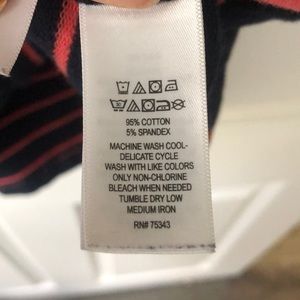 95% COTTON
5% SPANDEX
MACHINE WASH COOL-
DELICATE CYCLE
WASH WITH LIKE COLORS
ONLY NON-CHLORINE
BLEACH WHEN NEEDED
TUMBLE DRY LOW
MEDIUM IRON
RN# 75343